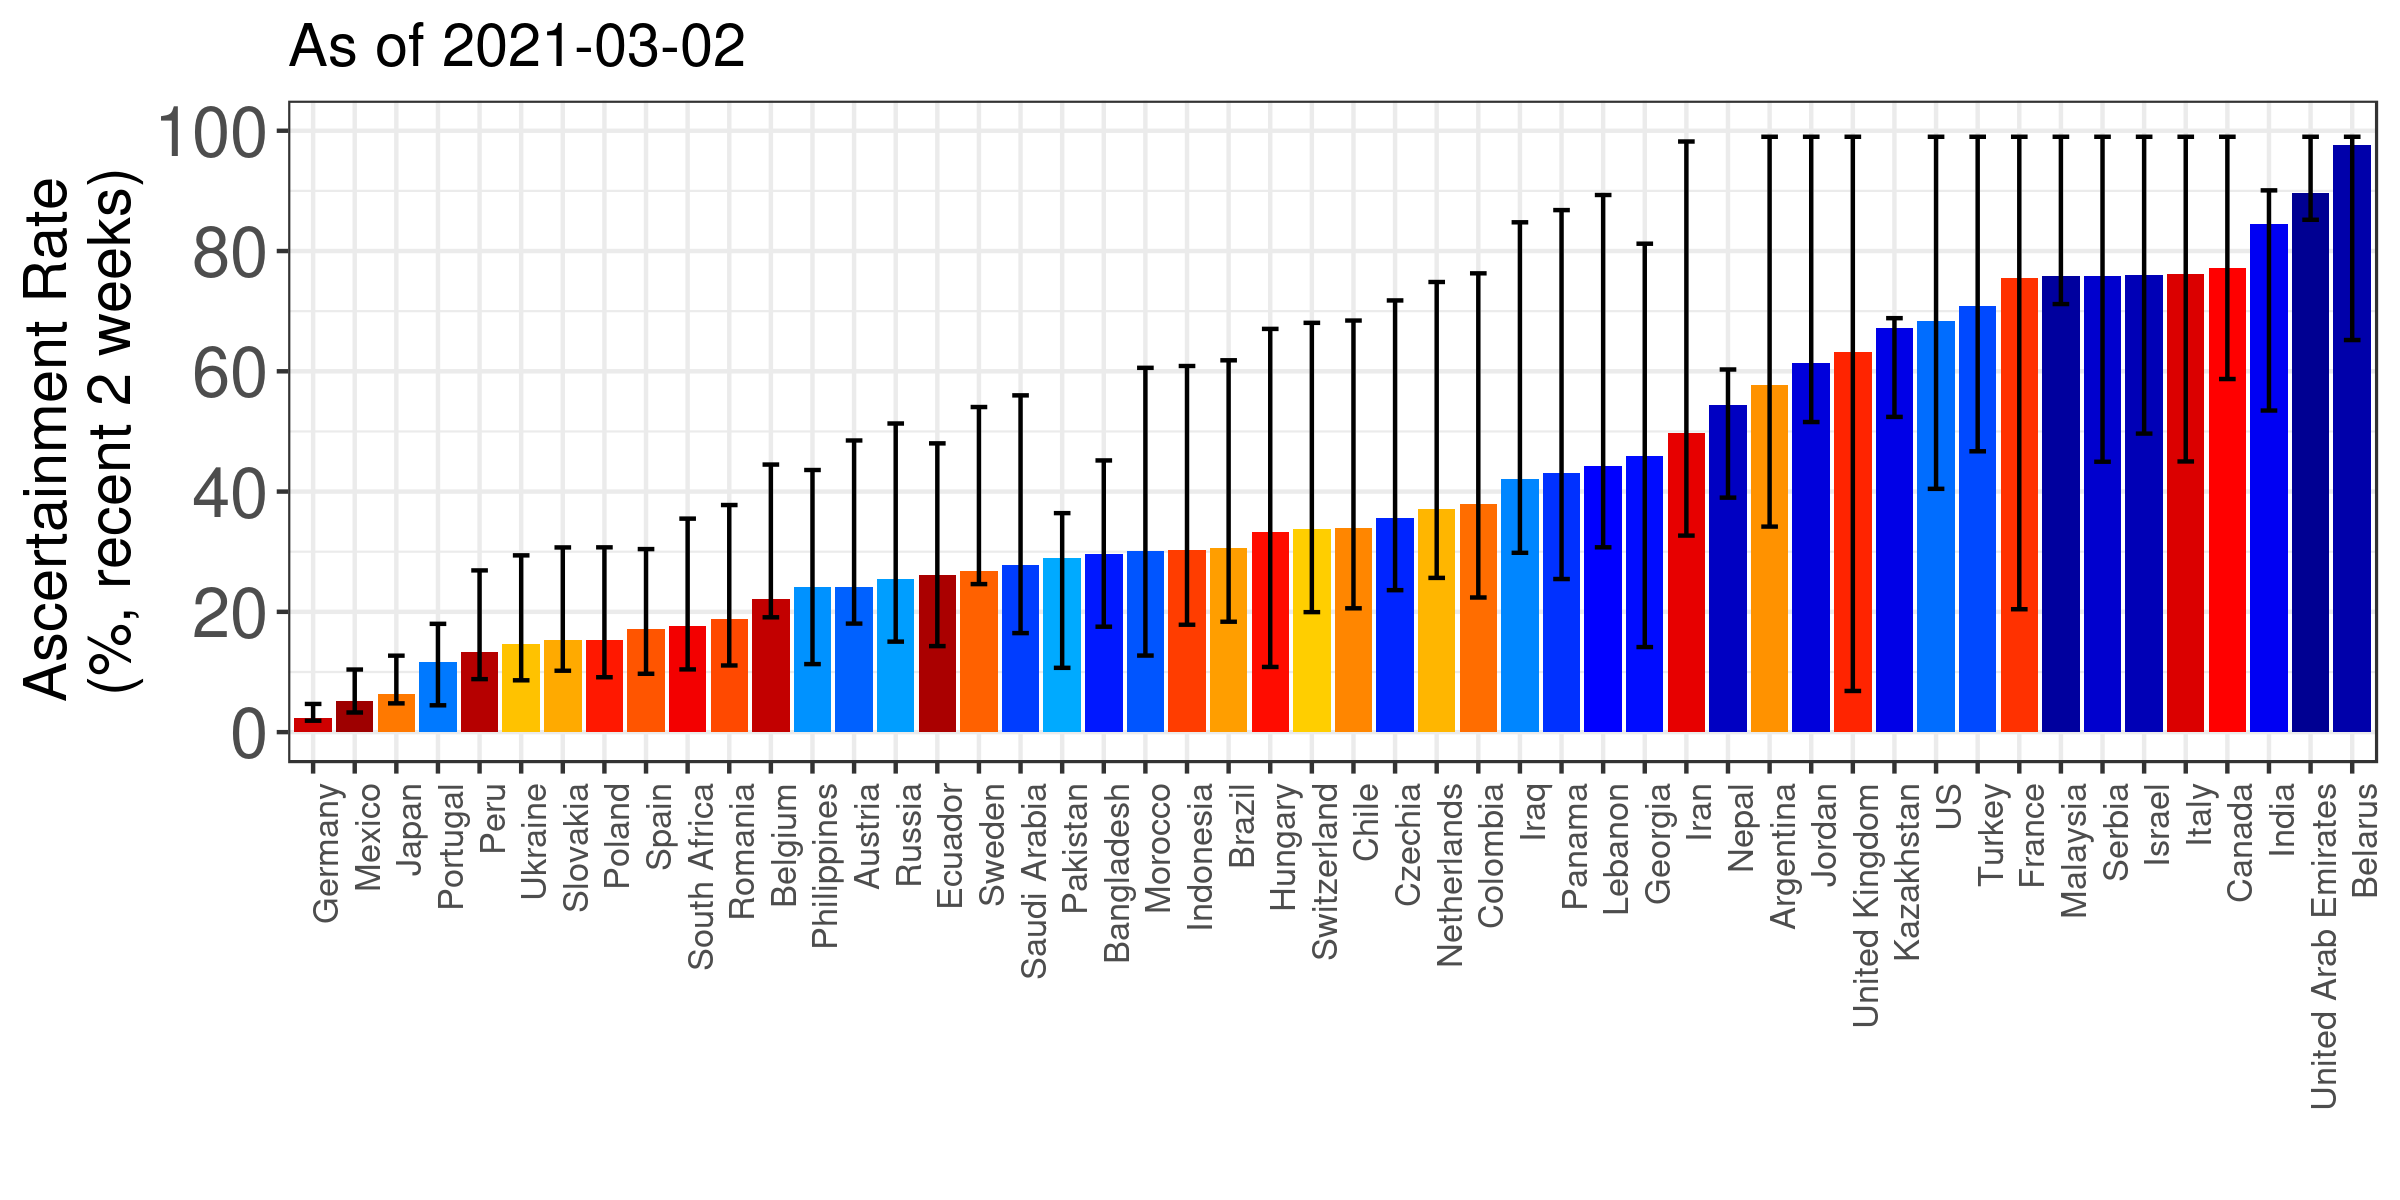 As of 2021-03-02
Ascertainment Rate
(%, recent 2 weeks)
100
80
60
40
20
0
Germany
Mexico
Japan
Portugal
Peru
Ukraine
Slovakia
Poland
Spain
South Africa
Romania
Belgium
Philippines
Austria
Russia
Ecuador
Sweden
Saudi Arabia
Pakistan
Bangladesh
Morocco
Indonesia
Brazil
Hungary
Switzerland
Chile
Czechia
Netherlands
Colombia
Iraq
Panama
Lebanon
Georgia
Iran
Nepal
Argentina
Jordan
United Kingdom
Kazakhstan
US
Turkey
France
Malaysia
Serbia
Israel
Italy
Canada
India
United Arab Emirates
Belarus